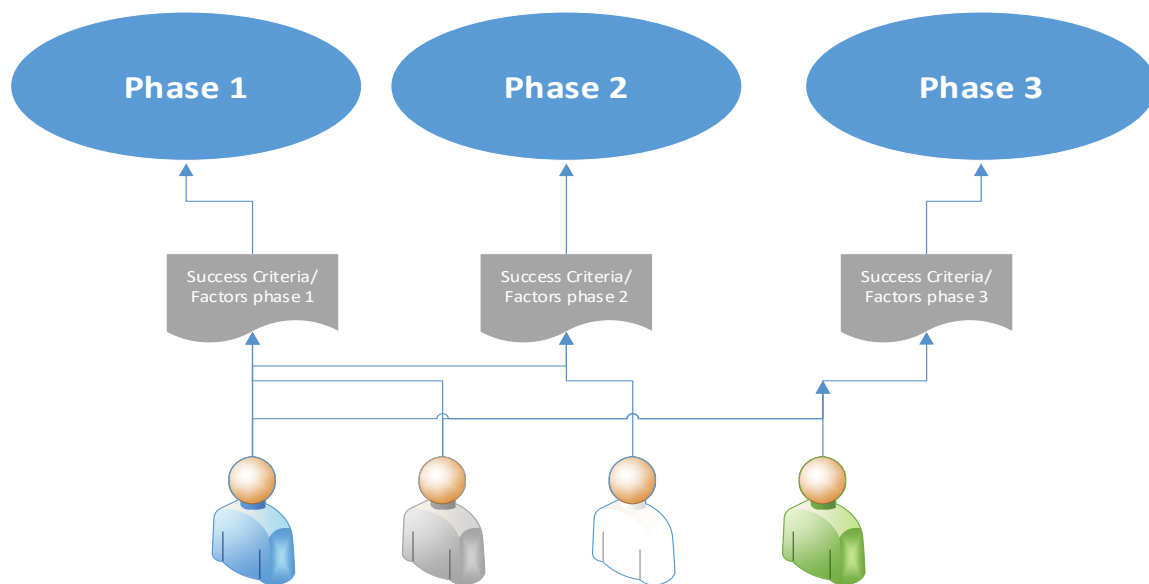 Phase 1
Phase 2
Phase 3
Success Criteria/
Factors phase 1
Success Criteria/
Factors phase 2
Success Criteria/
Factors phase 3